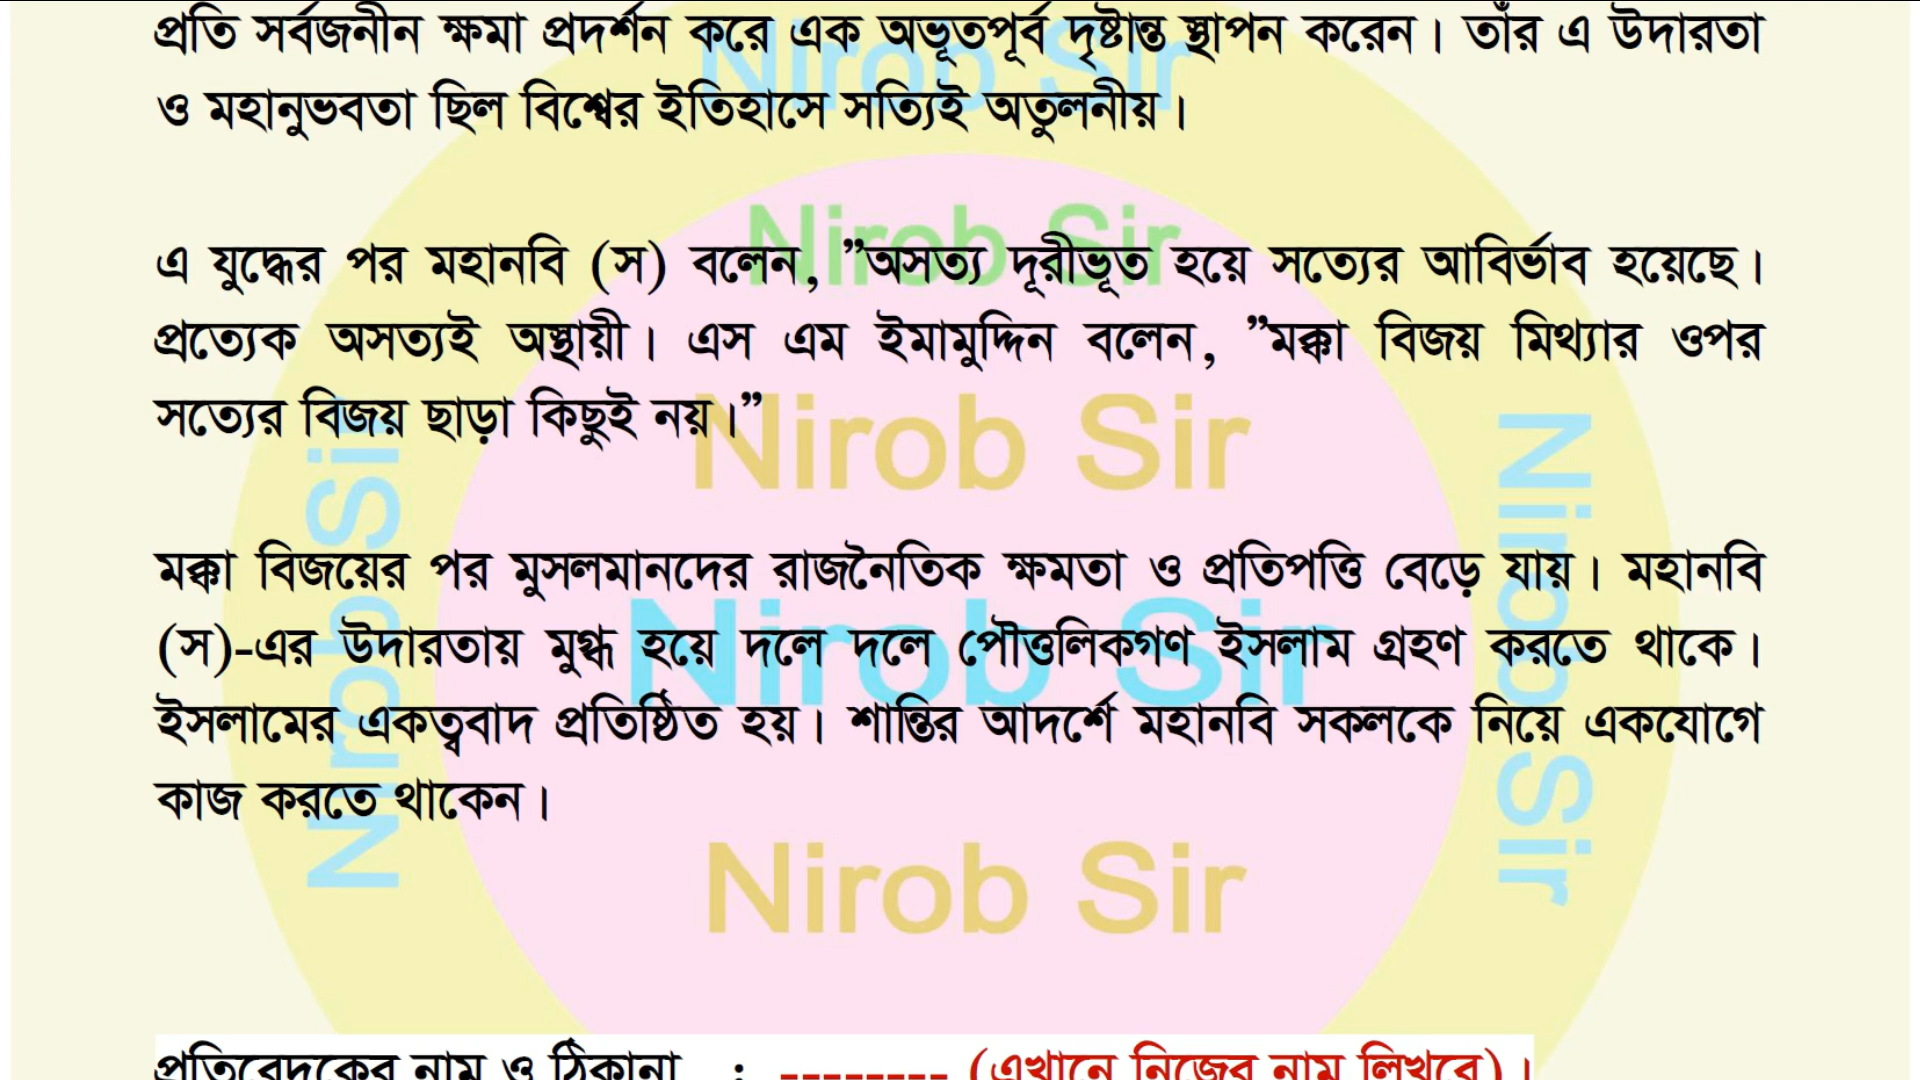 প্রতি সর্বজনীন ক্ষমা প্রদর্শন করে এক অভূতপূর্ব দৃষ্টান্ত স্থাপন করেন। তাঁর এ উদারতা
ও মহানুভবতা ছিল বিশ্বের ইতিহাসে সত্যিই অতুলনীয়।
Nirob Sir
Nirob Sir
এ যুদ্ধের পর মহানবি (স) বলেন, ”অসত্য দূরীভূত হয়ে সত্যের আবির্ভাব হয়েছে।
প্রত্যেক অসত্যই অস্থায়ী। এস এম ইমামুদ্দিন বলেন, ”মক্কা বিজয় মিথ্যার ওপর
সত্যের বিজয় ছাড়া কিছুই নয়।”
Nirob Sir
Nirob Sir
Nirob Sir
মক্কা বিজয়ের পর মুসলমানদের রাজনৈতিক ক্ষমতা ও প্রতিপত্তি বেড়ে যায়। মহানবি
(স)-এর উদারতায় মুগ্ধ হয়ে দলে দলে পৌত্তলিকগণ ইসলাম গ্রহণ করতে থাকে।
Nirob Sir
ইসলামের একত্ববাদ প্রতিষ্ঠিত হয়। শান্তির আদর্শে মহানবি সকলকে নিয়ে একযোগে
কাজ করতে থাকেন।
Nirob Sir
প্রতিবেদকের নাম ও ঠিকানা : -------- (এখানে নিজের নাম লিখবে)।